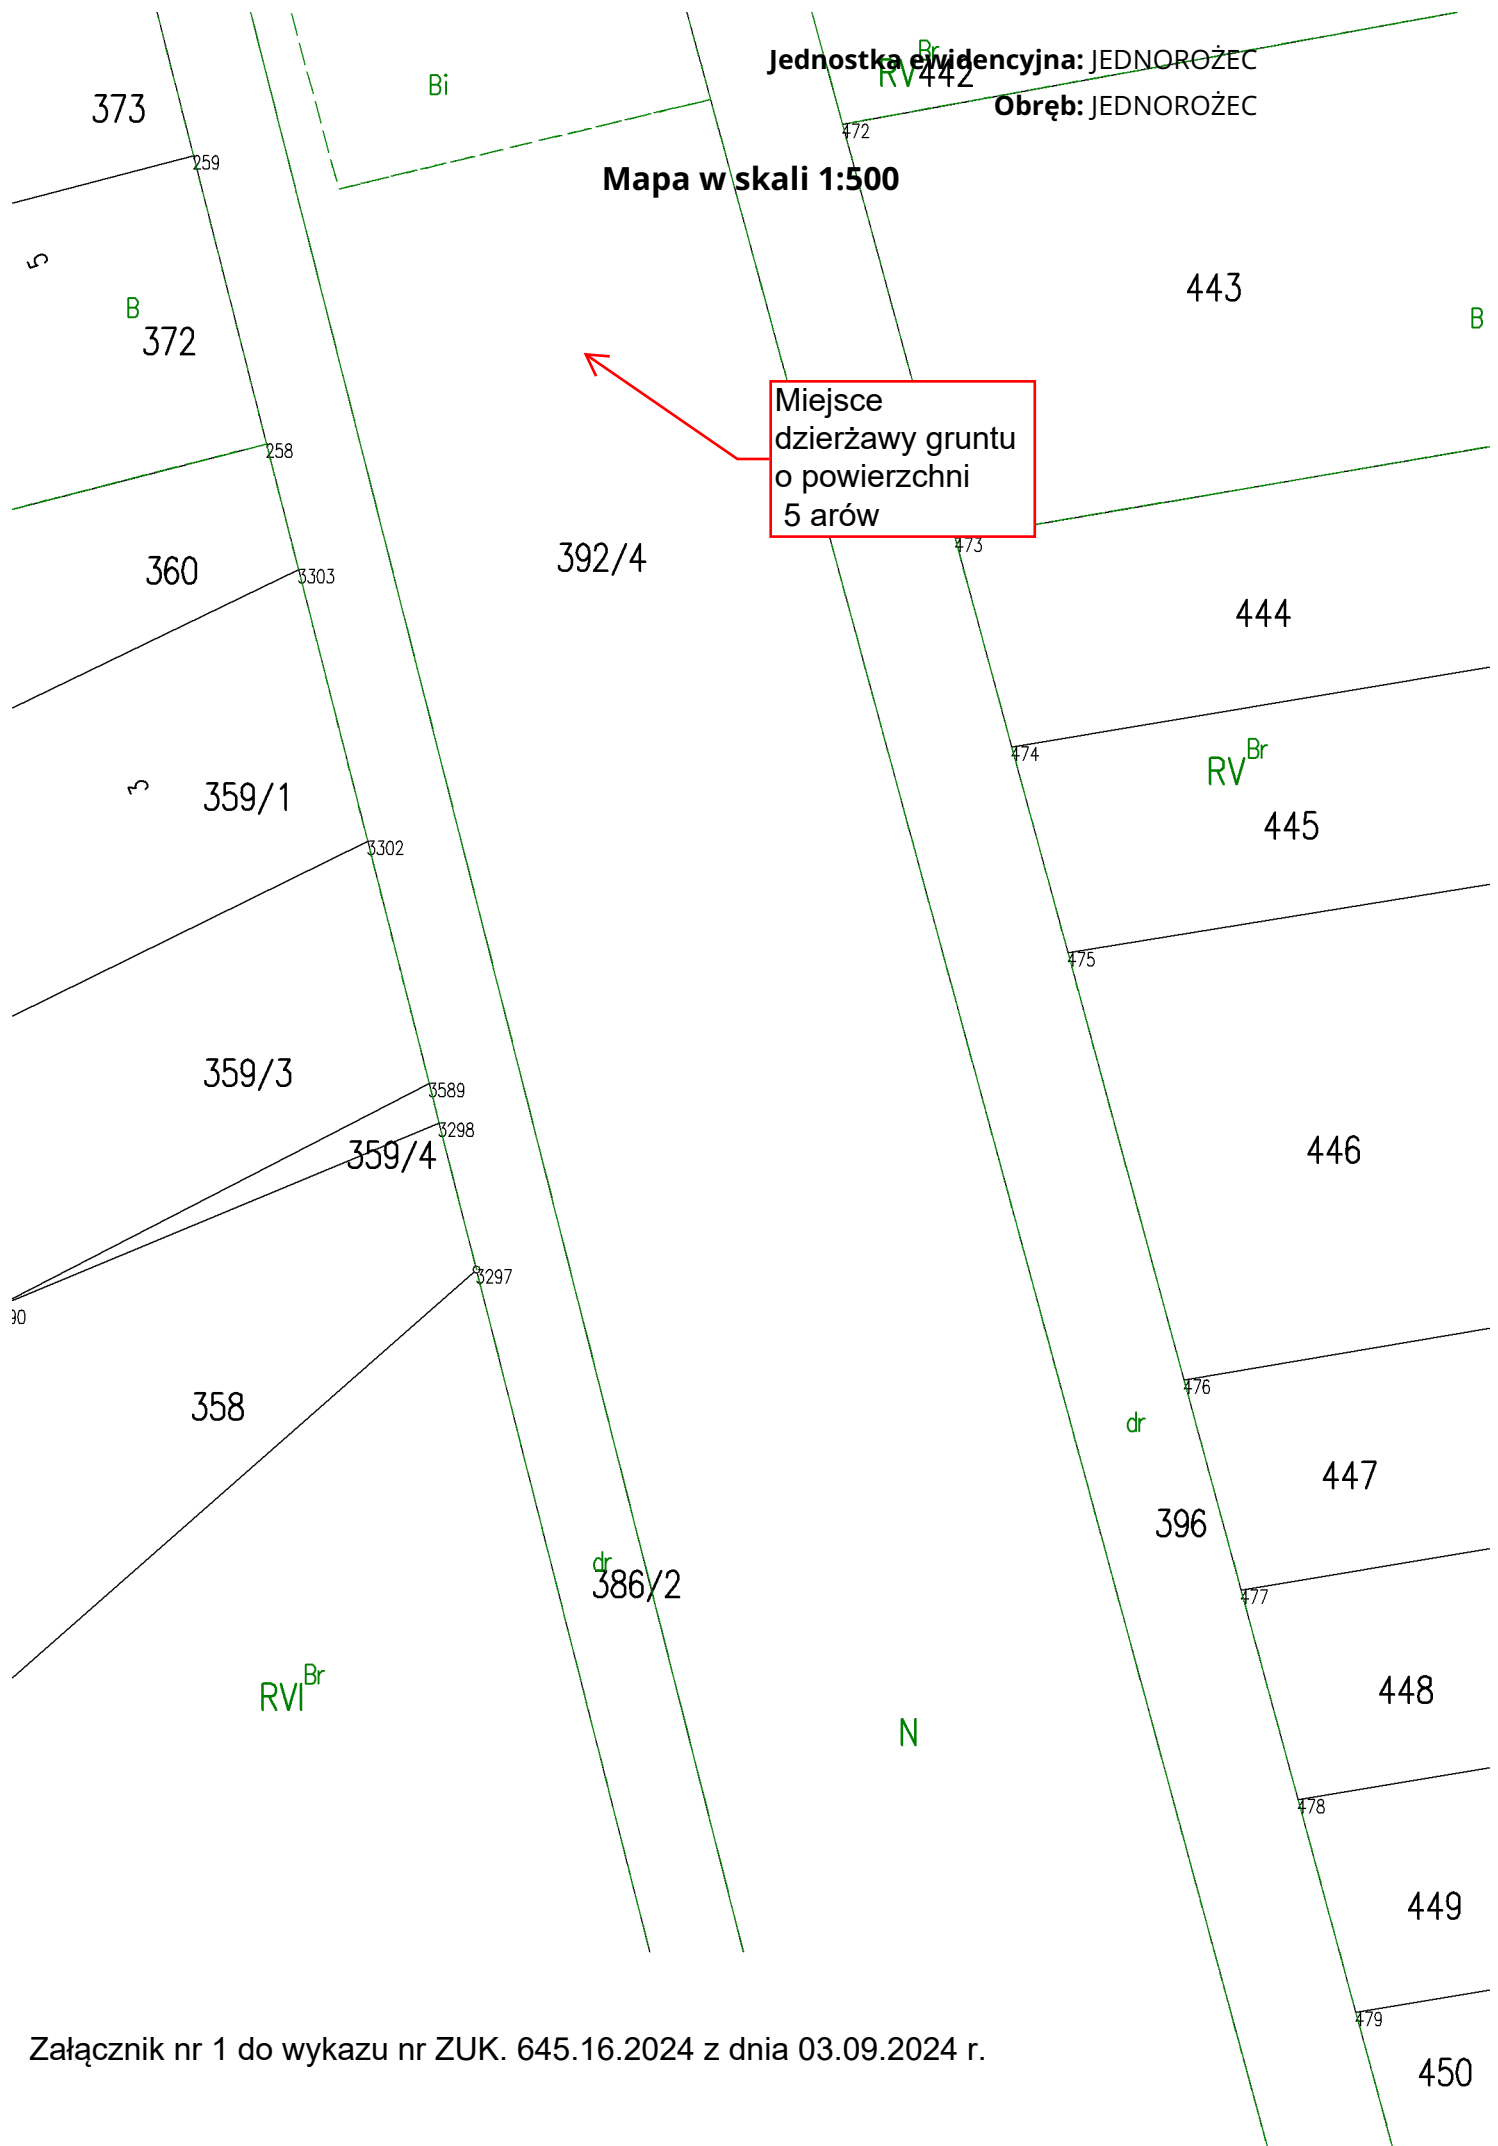 Jednostka ewidencyjna: JEDNOROŻEC
Obręb: JEDNOROŻEC
Mapa w skali 1:500
Bi
Br
RV 442
373
472
259
5
B
372
443
B
Miejsce
dzierżawy gruntu
o powierzchni
5 arów
258
473
392/4
360
3303
444
474
RV Br
3
359/1
445
3302
475
359/3
3589
3298
359/4
446
3297
90
476
358
dr
447
396
dr
386/2
477
RVI Br
448
N
478
449
479
Załącznik nr 1 do wykazu nr ZUK. 645.16.2024 z dnia 03.09.2024 r.
450